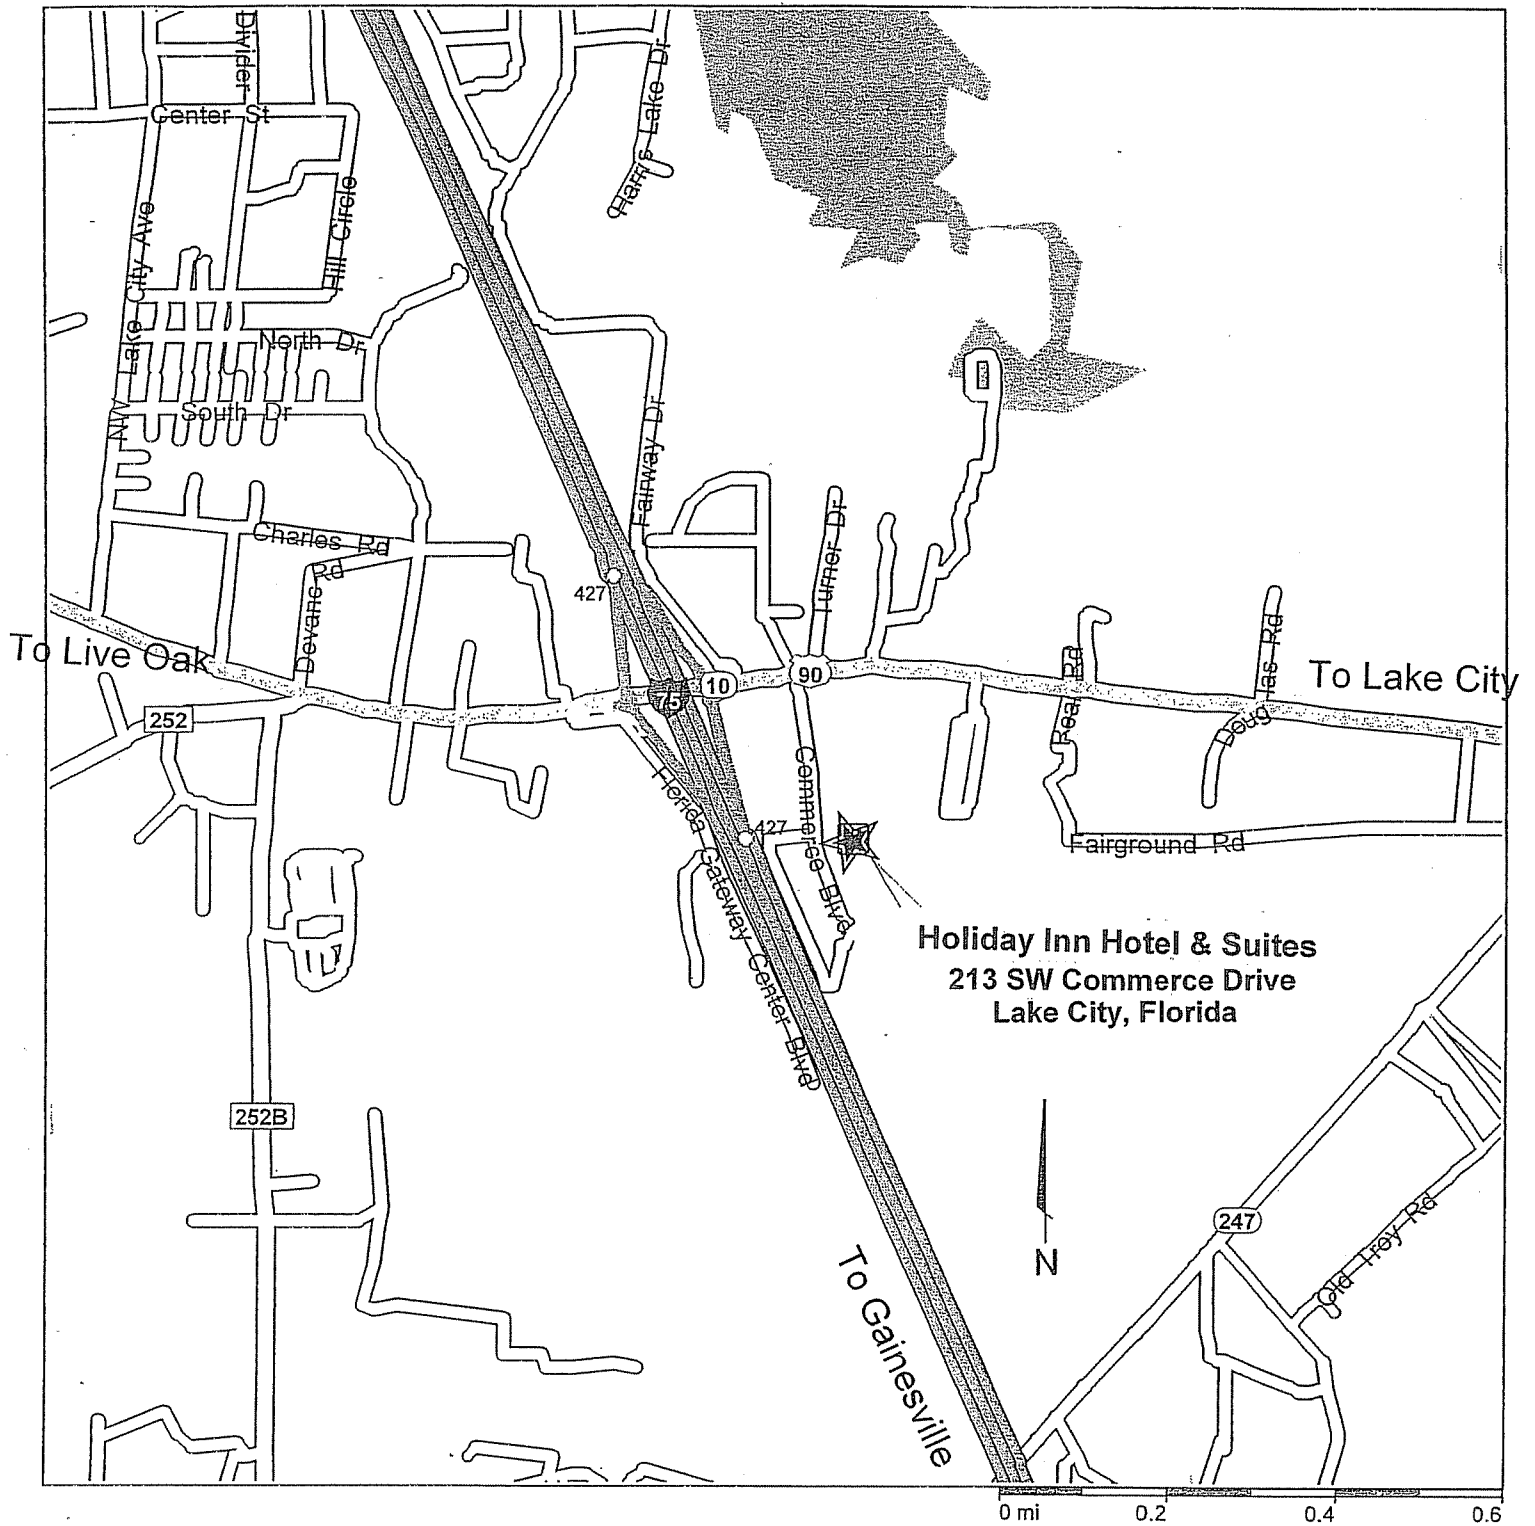 Divider
Center St
Harris Lake Dr
Hill Circle
NW Lake City Ave
North Dr
South Dr
Fairway Dr
Charles Rd
Devane Rd
Turner Dr
427
To Live Oak
252
75
10
90
Real Rd
Douglas Rd
To Lake City
Commerce Blvd
Florida Gateway Center Blvd
427
Fairground Rd
Holiday Inn Hotel & Suites
213 SW Commerce Drive
Lake City, Florida
252B
N
247
Old Troy Rd
To Gainesville
0 mi 0.2 0.4 0.6